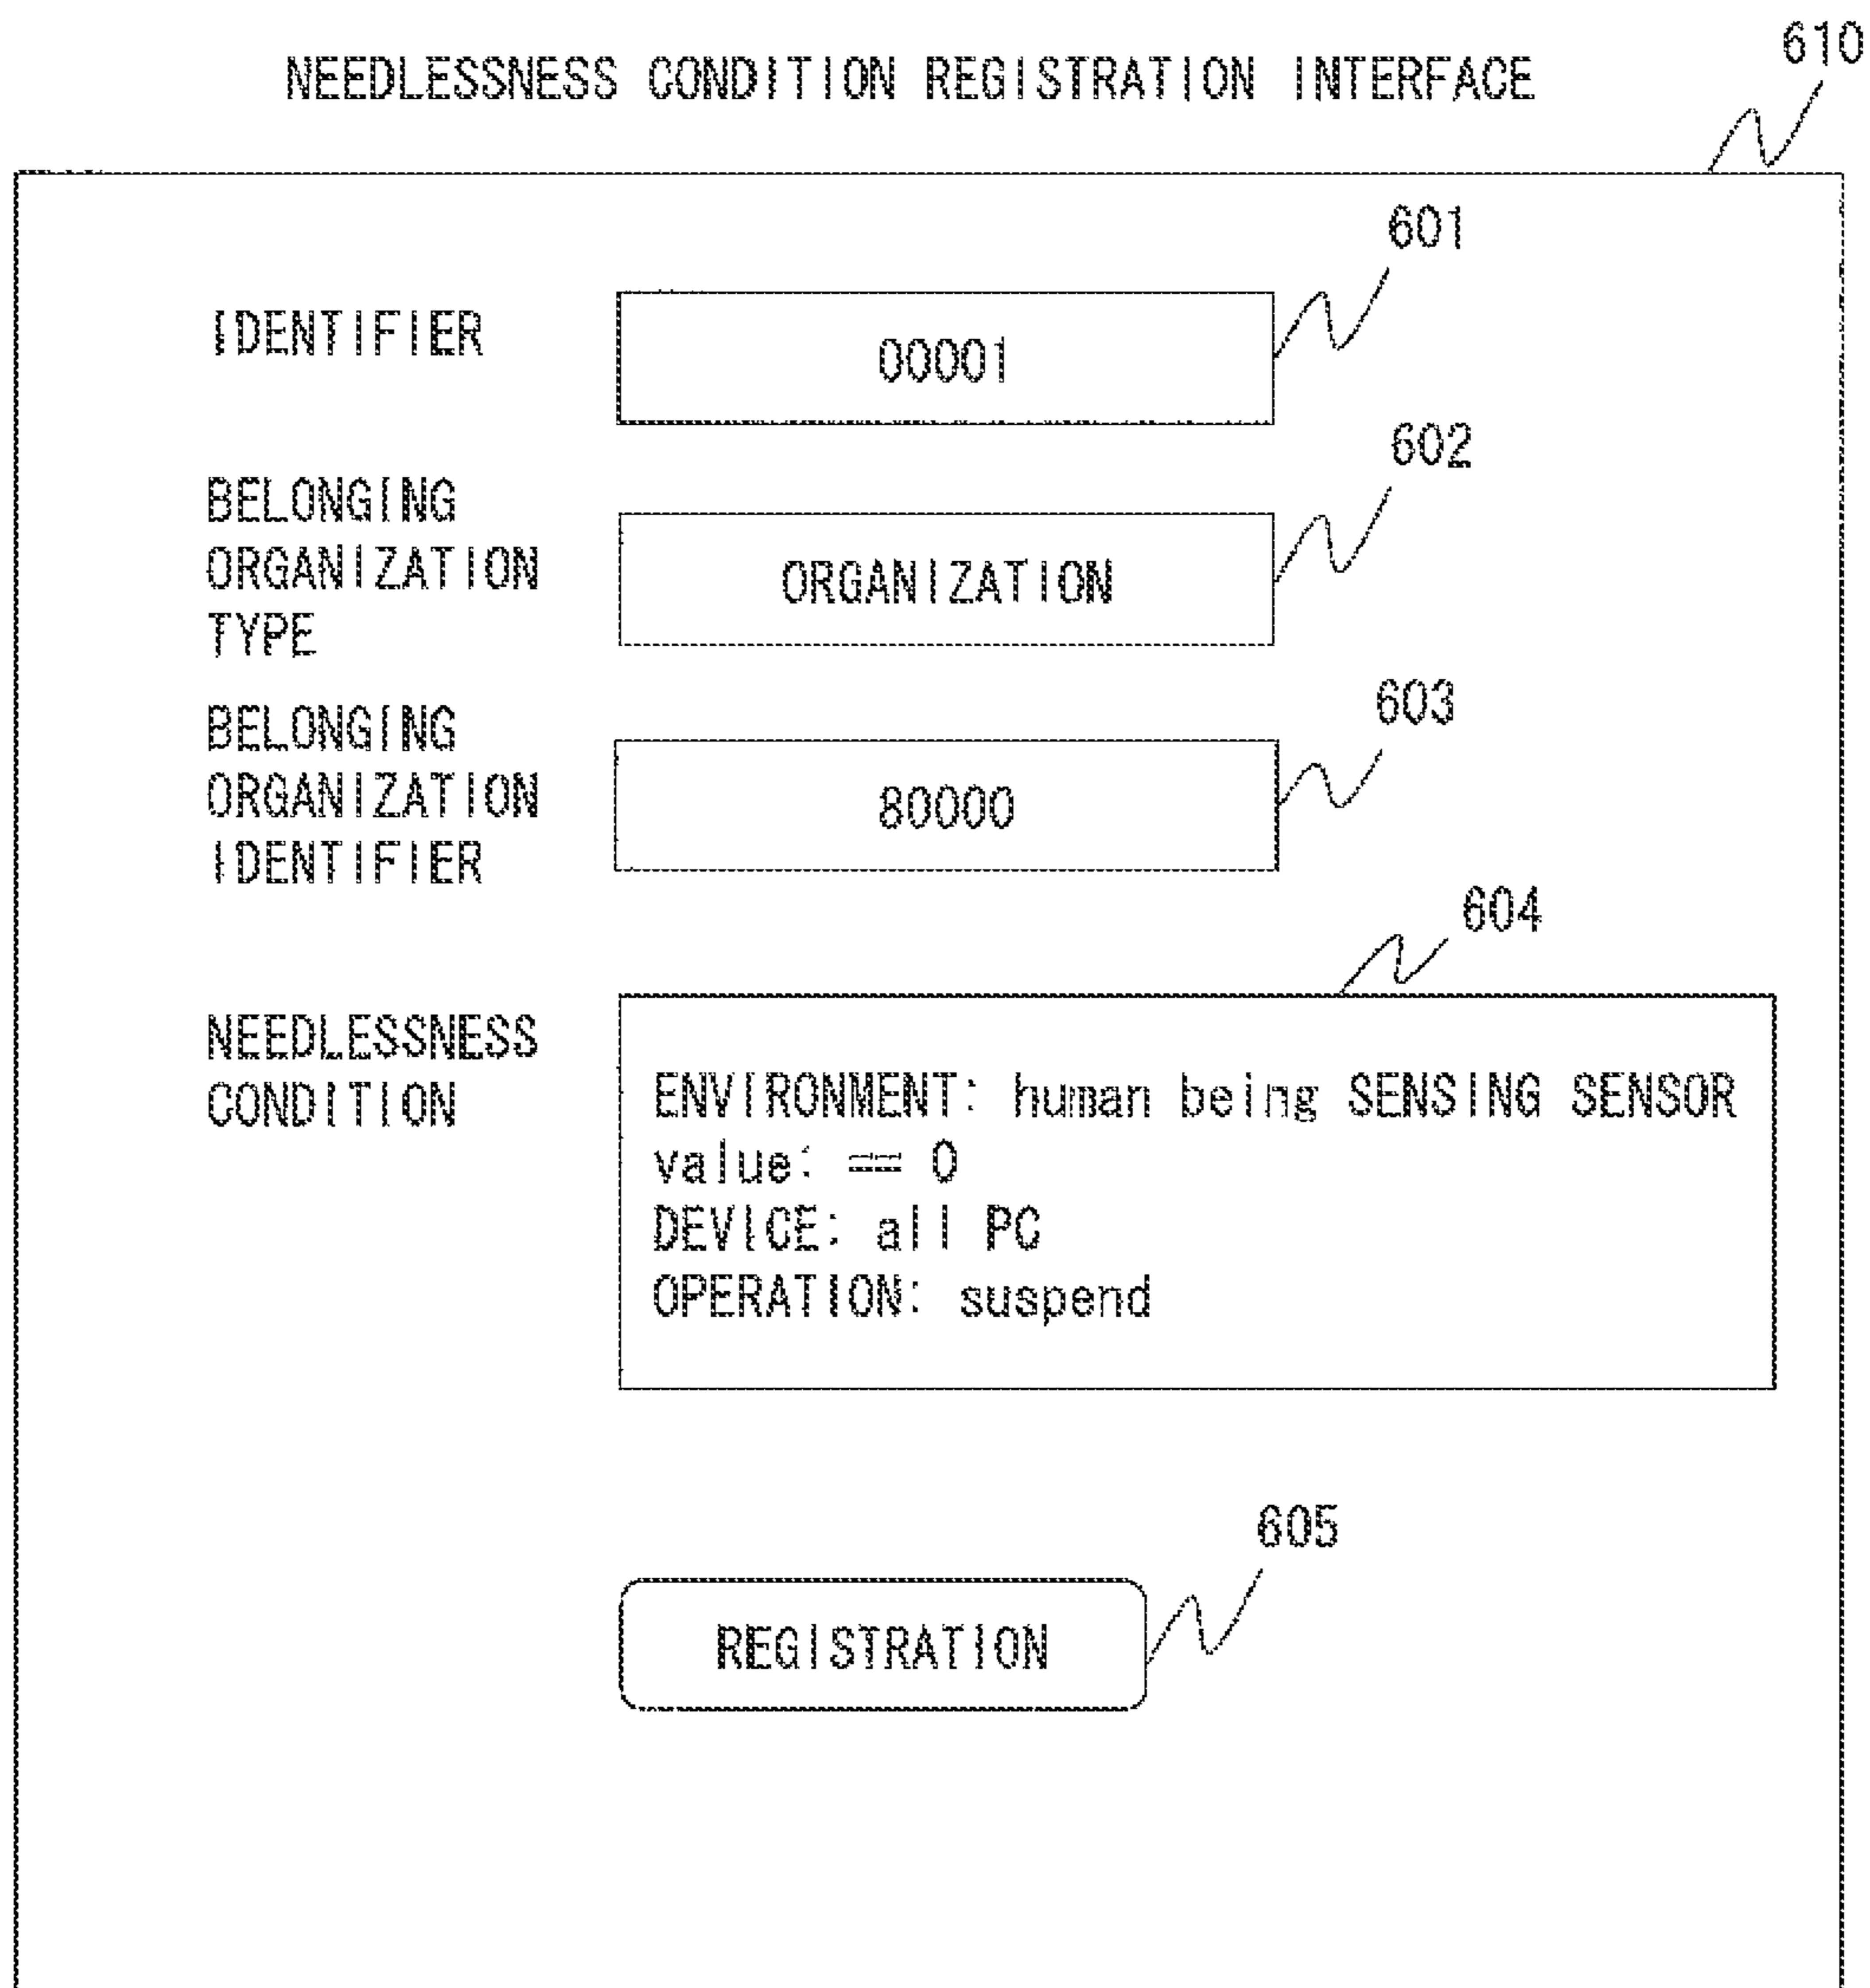 610
NEEDLESSNESS CONDITION REGISTRATION INTERFACE
601
IDENTIFIER
00001
602
BELONGING
ORGANIZATION
TYPE
ORGANIZATION
603
BELONGING
ORGANIZATION
IDENTIFIER
80000
604
NEEDLESSNESS
CONDITION
ENVIRONMENT: human being SENSING SENSOR
value: == 0
DEVICE: all PC
OPERATION: suspend
605
REGISTRATION